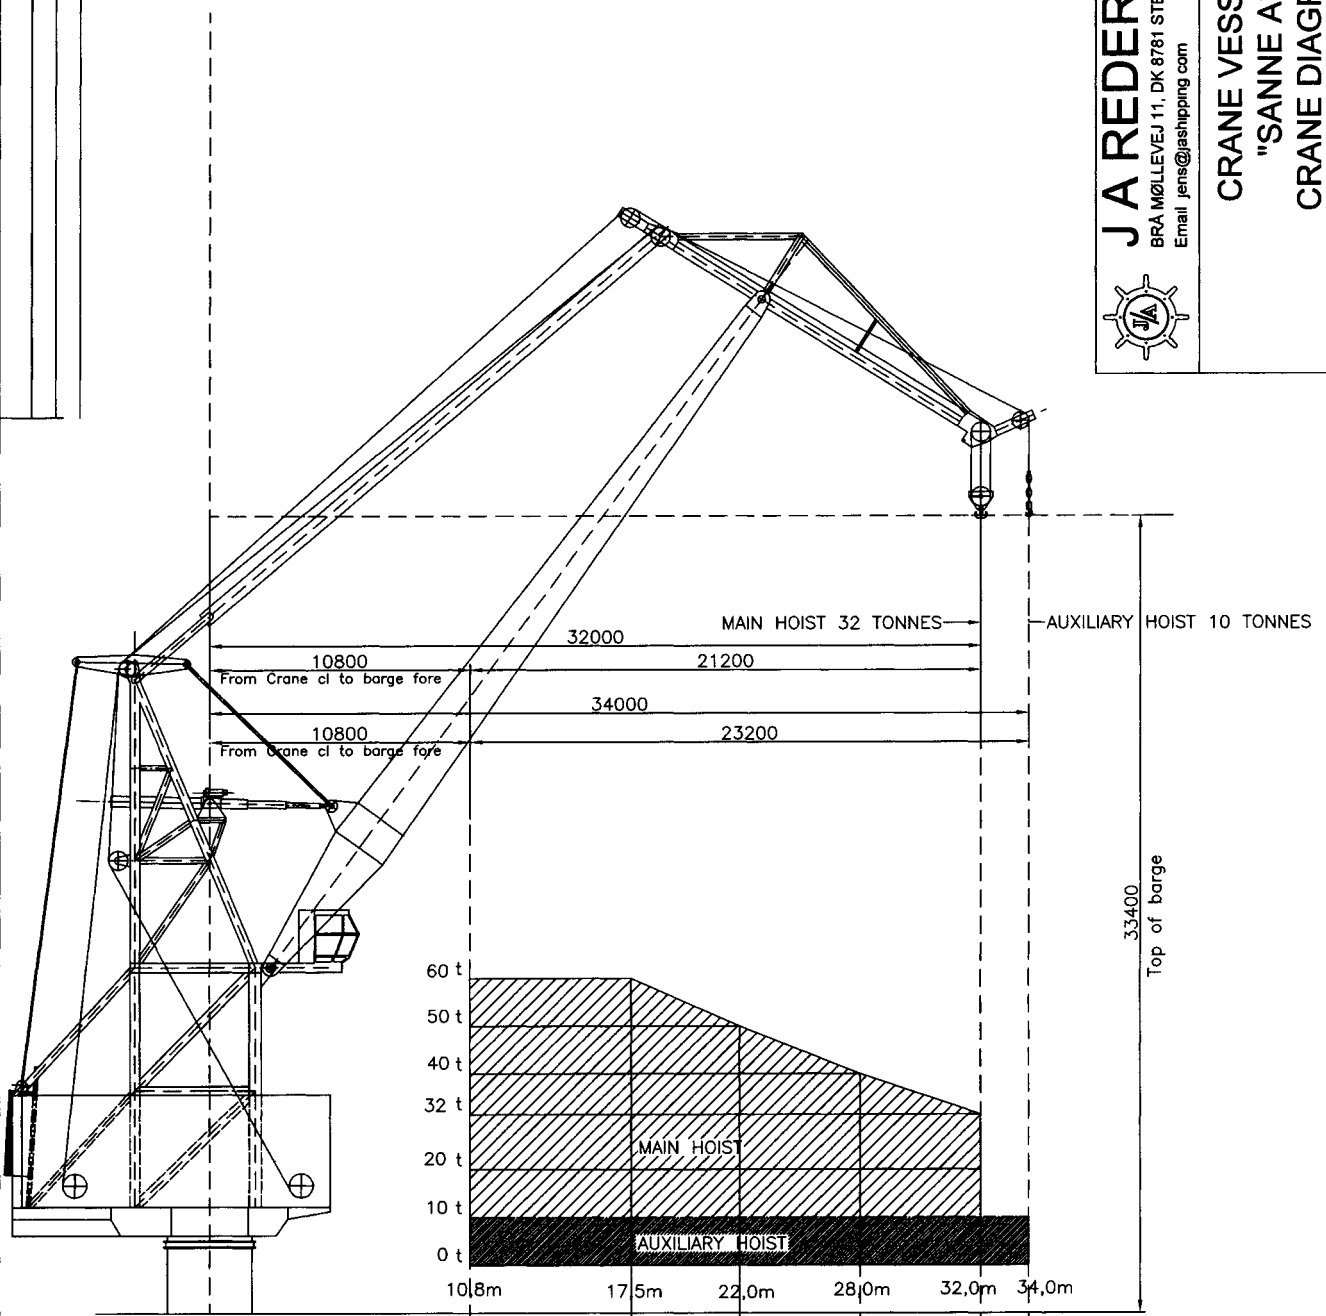 J A REDER
BRÅ MØLLEVEJ 11, DK 8781 STE
Email jens@jashipping com
J/A
CRANE VESS
"SANNE A
CRANE DIAGR
MAIN HOIST 32 TONNES
AUXILIARY HOIST 10 TONNES
32000
10800
21200
From Crane cl to barge fore
34000
10800
23200
From Crane cl to barge fore
33400
Top of barge
60 t
50 t
40 t
32 t
20 t
10 t
0 t
MAIN HOIST
AUXILIARY HOIST
10,8m 17,5m 22,0m 28,0m 32,0m 34,0m